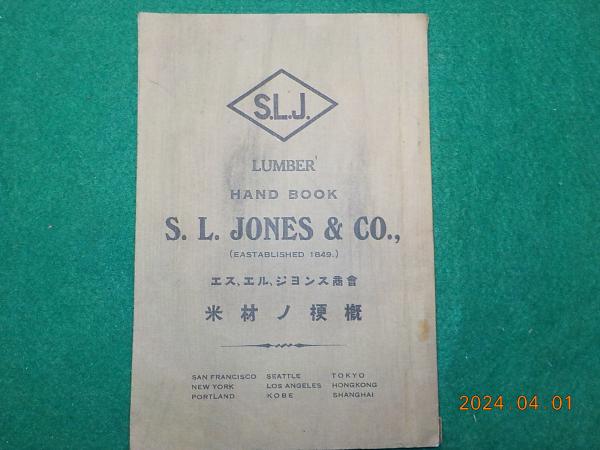 S.L.J.
LUMBER
HAND BOOK
S. L. JONES & CO.,
(EASTABLISHED 1849.)
エス、エル、ジヨンス商會
米材ノ梗概
SAN FRANCISCO SEATTLE TOKYO
NEW YORK LOS ANGELES HONGKONG
PORTLAND KOBE SHANGHAI
2024.04.01